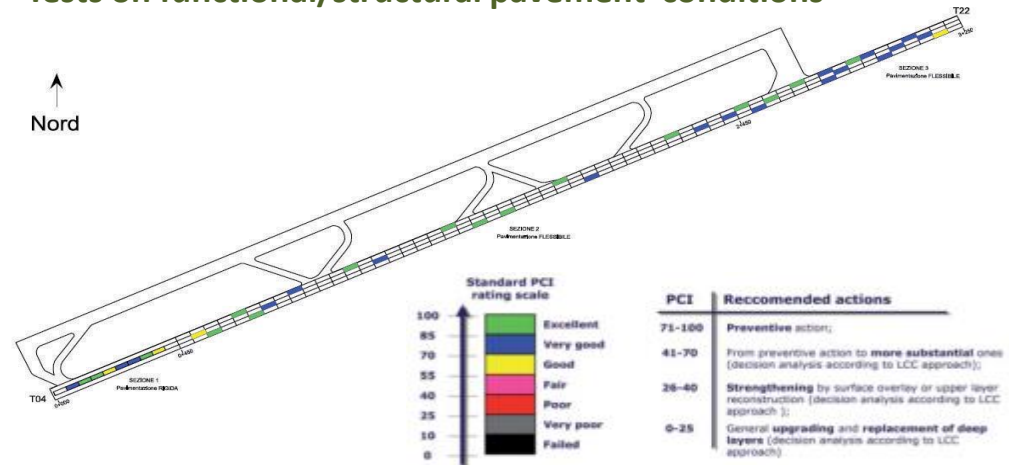 Tests on functional/structural pavement conditions
Nord
T22
SEZIONE 3
Pavimentazione FLESSIBILE
SEZIONE 2
Pavimentazione FLESSIBILE
SEZIONE 1
Pavimentazione RIGIDA
T04
Standard PCI
rating scale
100
85
70
55
40
25
10
0
Excellent
Very good
Good
Fair
Poor
Very poor
Failed
PCI Reccomended actions
71-100 Preventive action;
41-70 From preventive action to more substantial ones
(decision analysis according to LCC approach);
26-40 Strengthening by surface overlay or upper layer
reconstruction (decision analysis according to LCC
approach );
0-25 General upgrading and replacement of deep
layers (decision analysis according to LCC
approach)